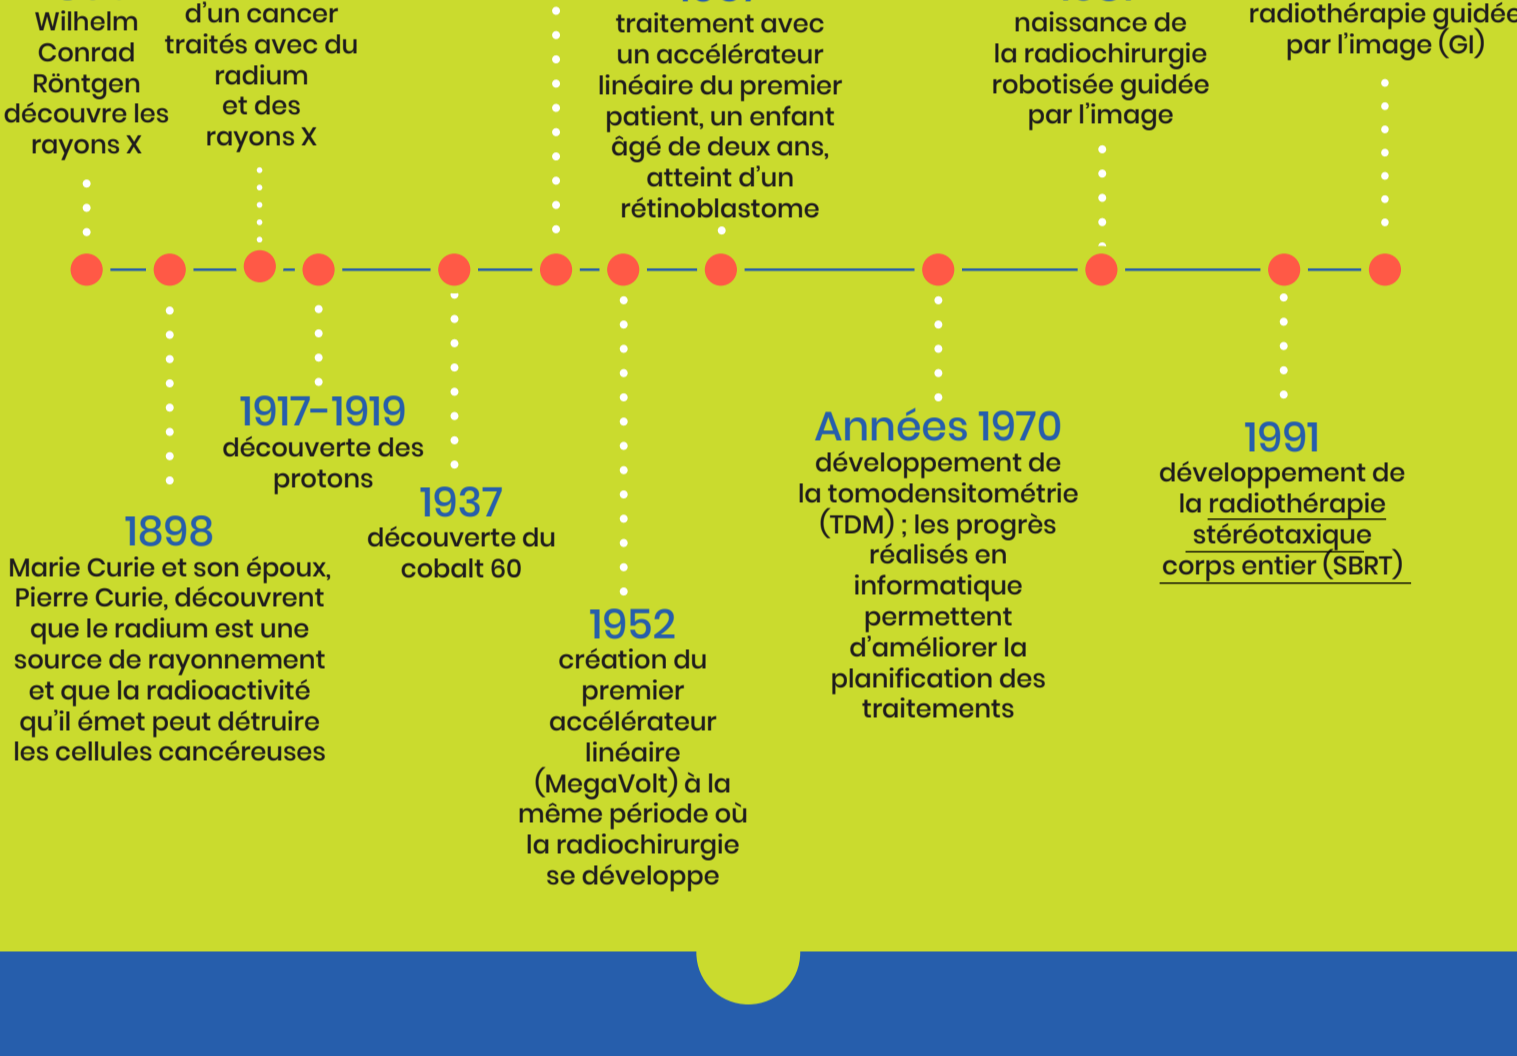 Wilhelm
Conrad
Röntgen
découvre les
rayons X
d'un cancer
traités avec du
radium
et des
rayons X
traitement avec
un accélérateur
linéaire du premier
patient, un enfant
âgé de deux ans,
atteint d'un
rétinoblastome
naissance de
la radiochirurgie
robotisée guidée
par l'image
radiothérapie guidée
par l'image (GI)
1898
Marie Curie et son époux,
Pierre Curie, découvrent
que le radium est une
source de rayonnement
et que la radioactivité
qu'il émet peut détruire
les cellules cancéreuses
1917-1919
découverte des
protons
1937
découverte du
cobalt 60
1952
création du
premier
accélérateur
linéaire
(MegaVolt) à la
même période où
la radiochirurgie
se développe
Années 1970
développement de
la tomodensitométrie
(TDM) ; les progrès
réalisés en
informatique
permettent
d'améliorer la
planification des
traitements
1991
développement de
la radiothérapie
stéréotaxique
corps entier (SBRT)